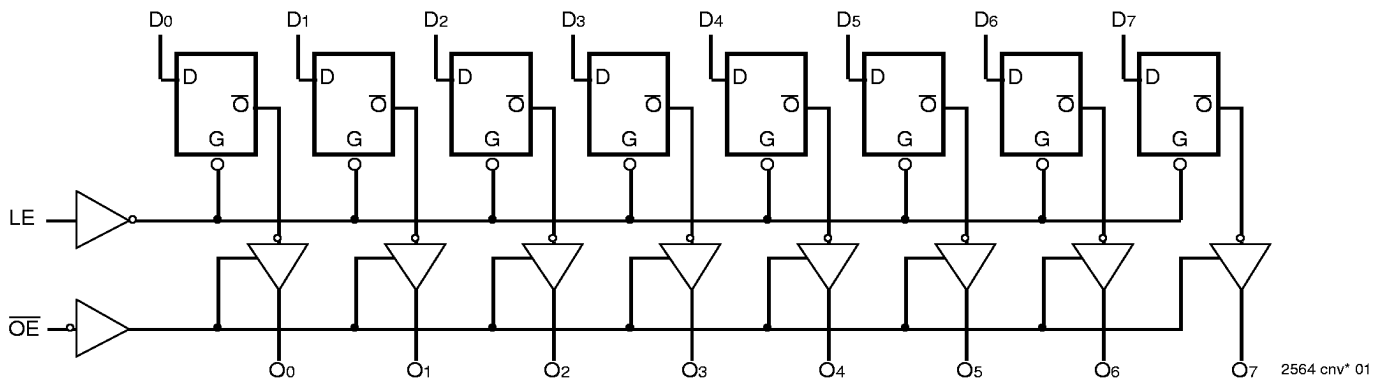 D0 D1 D2 D3 D4 D5 D6 D7
D D D D D D D D
O̅ O̅ O̅ O̅ O̅ O̅ O̅ O̅
G G G G G G G G
LE
O̅E̅
O0 O1 O2 O3 O4 O5 O6 O7 2564 cnv* 01